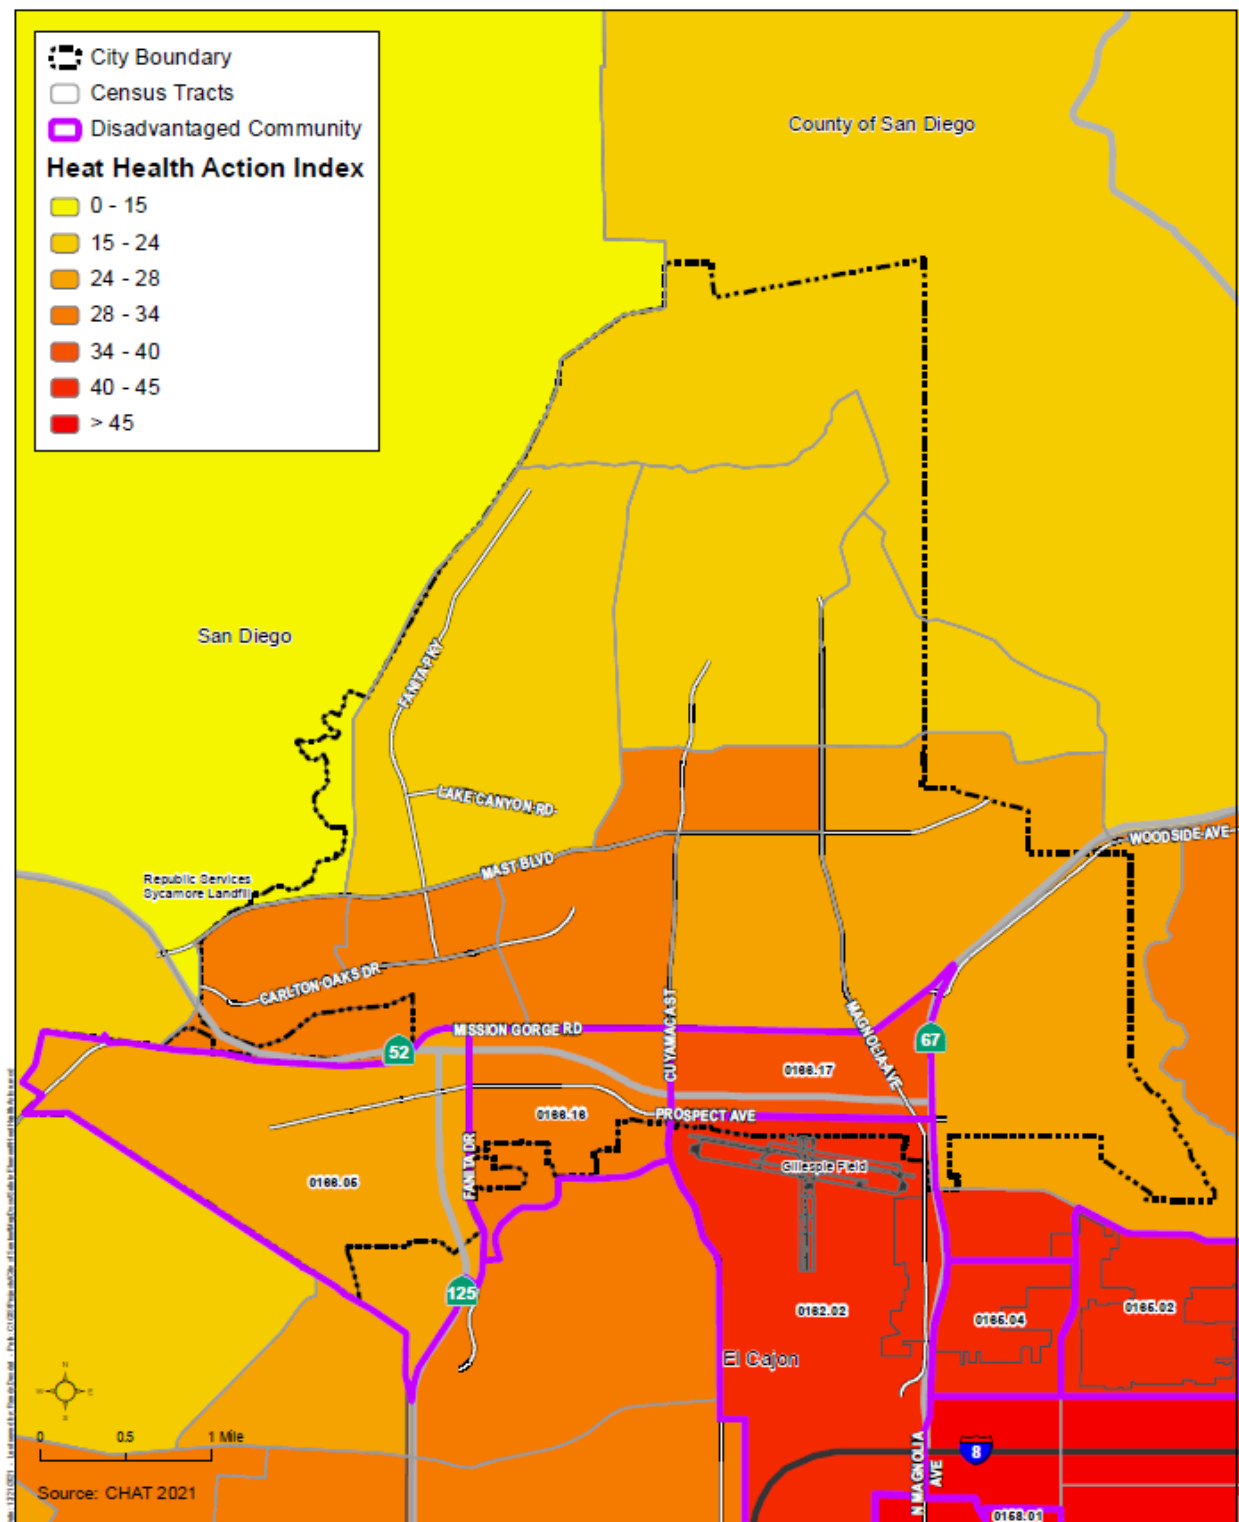 City Boundary
Census Tracts
Disadvantaged Community
Heat Health Action Index
0 - 15
15 - 24
24 - 28
28 - 34
34 - 40
40 - 45
> 45
County of San Diego
San Diego
FANITA PKY
LAKE CANYON RD
MAST BLVD
WOODSIDE AVE
Republic Services
Sycamore Landfill
CARLTON OAKS DR
CUYAMACA ST
MAGNOLIA AVE
MISSION GORGE RD
52
67
0166.17
0166.16
PROSPECT AVE
FANITA DR
Gillespie Field
0166.05
125
0162.02
0165.04
0165.02
El Cajon
N
E
S
0 0.5 1 Mile
N MAGNOLIA
AVE
8
Source: CHAT 2021
0158.01